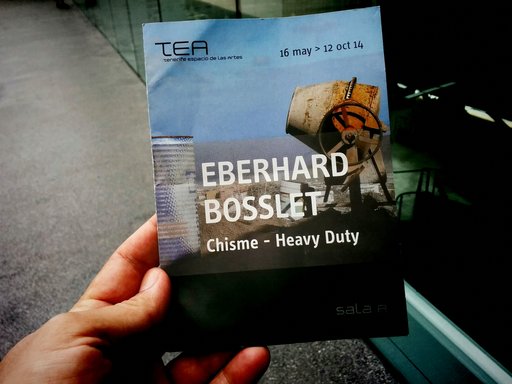 TEA
tenerife espacio de las artes
16 may > 12 oct 14
EBERHARD
BOSSLET
Chisme - Heavy Duty
sala